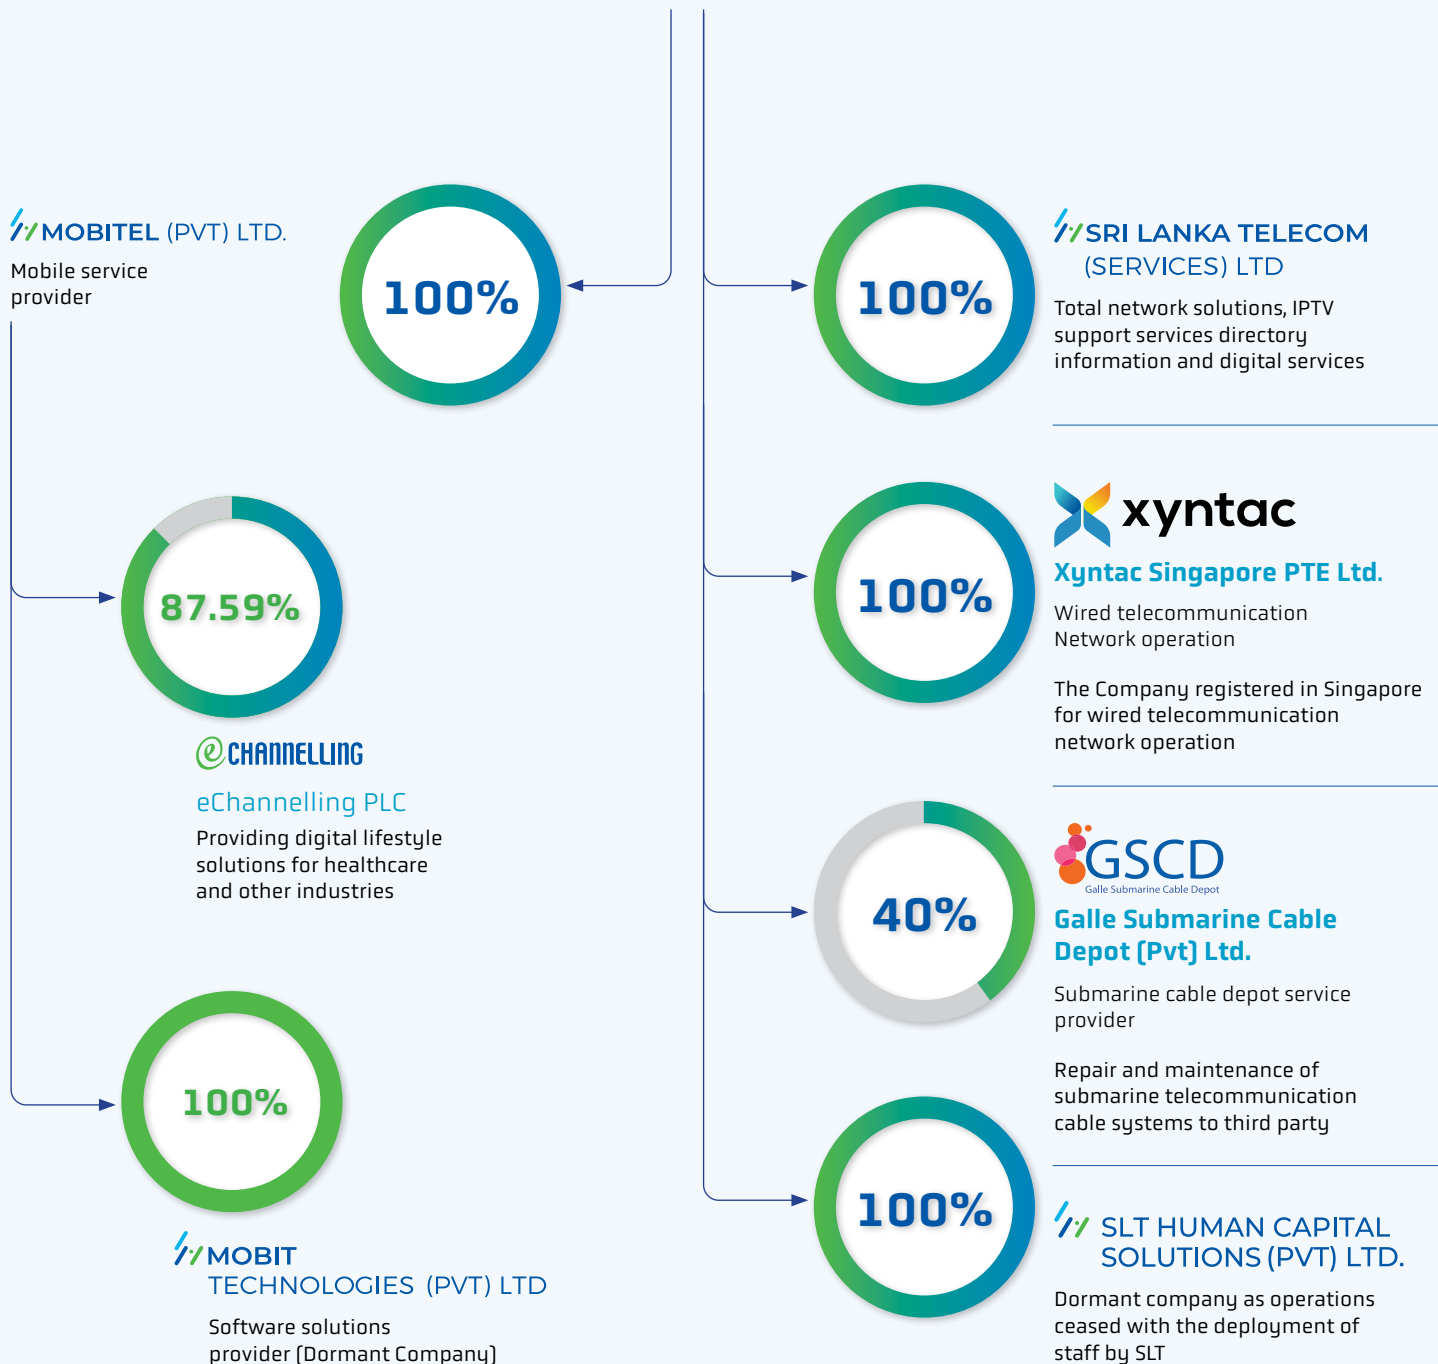 MOBITEL (PVT) LTD.
Mobile service
provider
100%
87.59%
eCHANNELLING
eChannelling PLC
Providing digital lifestyle
solutions for healthcare
and other industries
100%
MOBIT
TECHNOLOGIES (PVT) LTD
Software solutions
provider (Dormant Company)
100%
SRI LANKA TELECOM
(SERVICES) LTD
Total network solutions, IPTV
support services directory
information and digital services
100%
xyntac
Xyntac Singapore PTE Ltd.
Wired telecommunication
Network operation
The Company registered in Singapore
for wired telecommunication
network operation
40%
GSCD
Galle Submarine Cable Depot
Galle Submarine Cable
Depot (Pvt) Ltd.
Submarine cable depot service
provider
Repair and maintenance of
submarine telecommunication
cable systems to third party
100%
SLT HUMAN CAPITAL
SOLUTIONS (PVT) LTD.
Dormant company as operations
ceased with the deployment of
staff by SLT